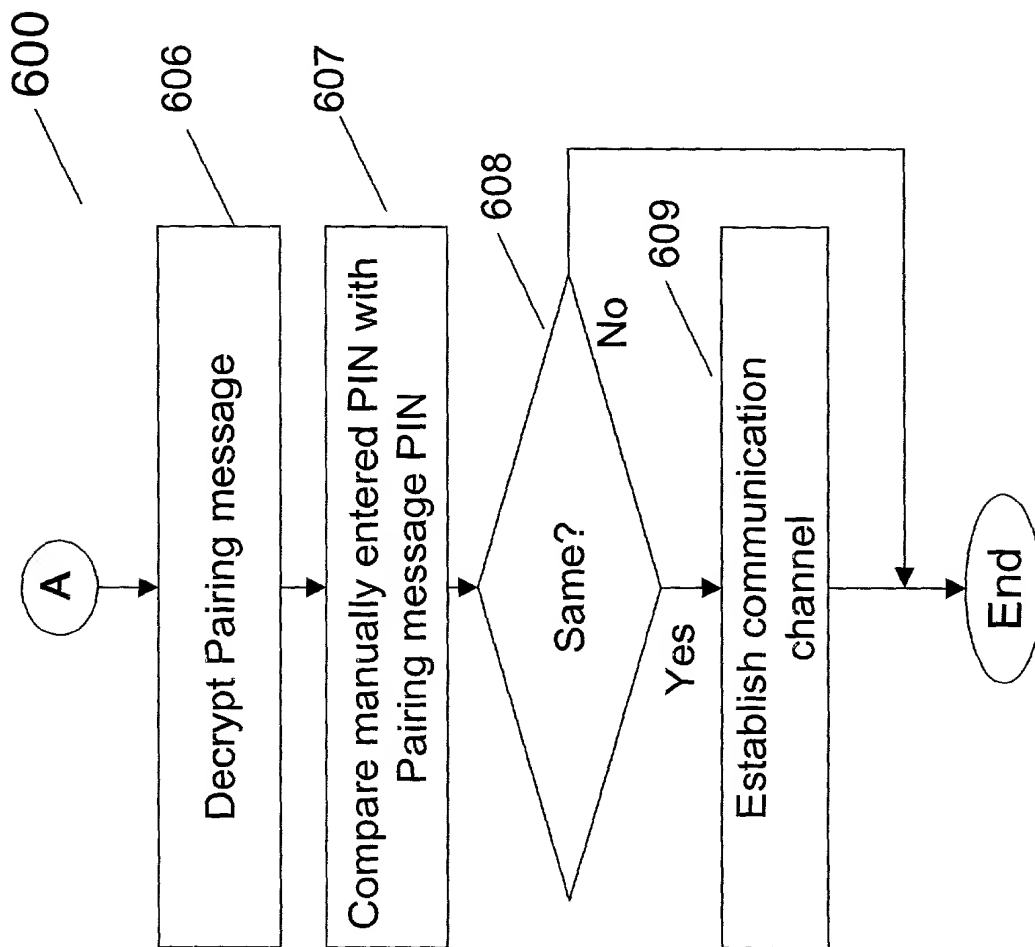 600
A
Decrypt Pairing message
606
Compare manually entered PIN with
Pairing message PIN
607
Same?
608
No
Yes
Establish communication
channel
609
End